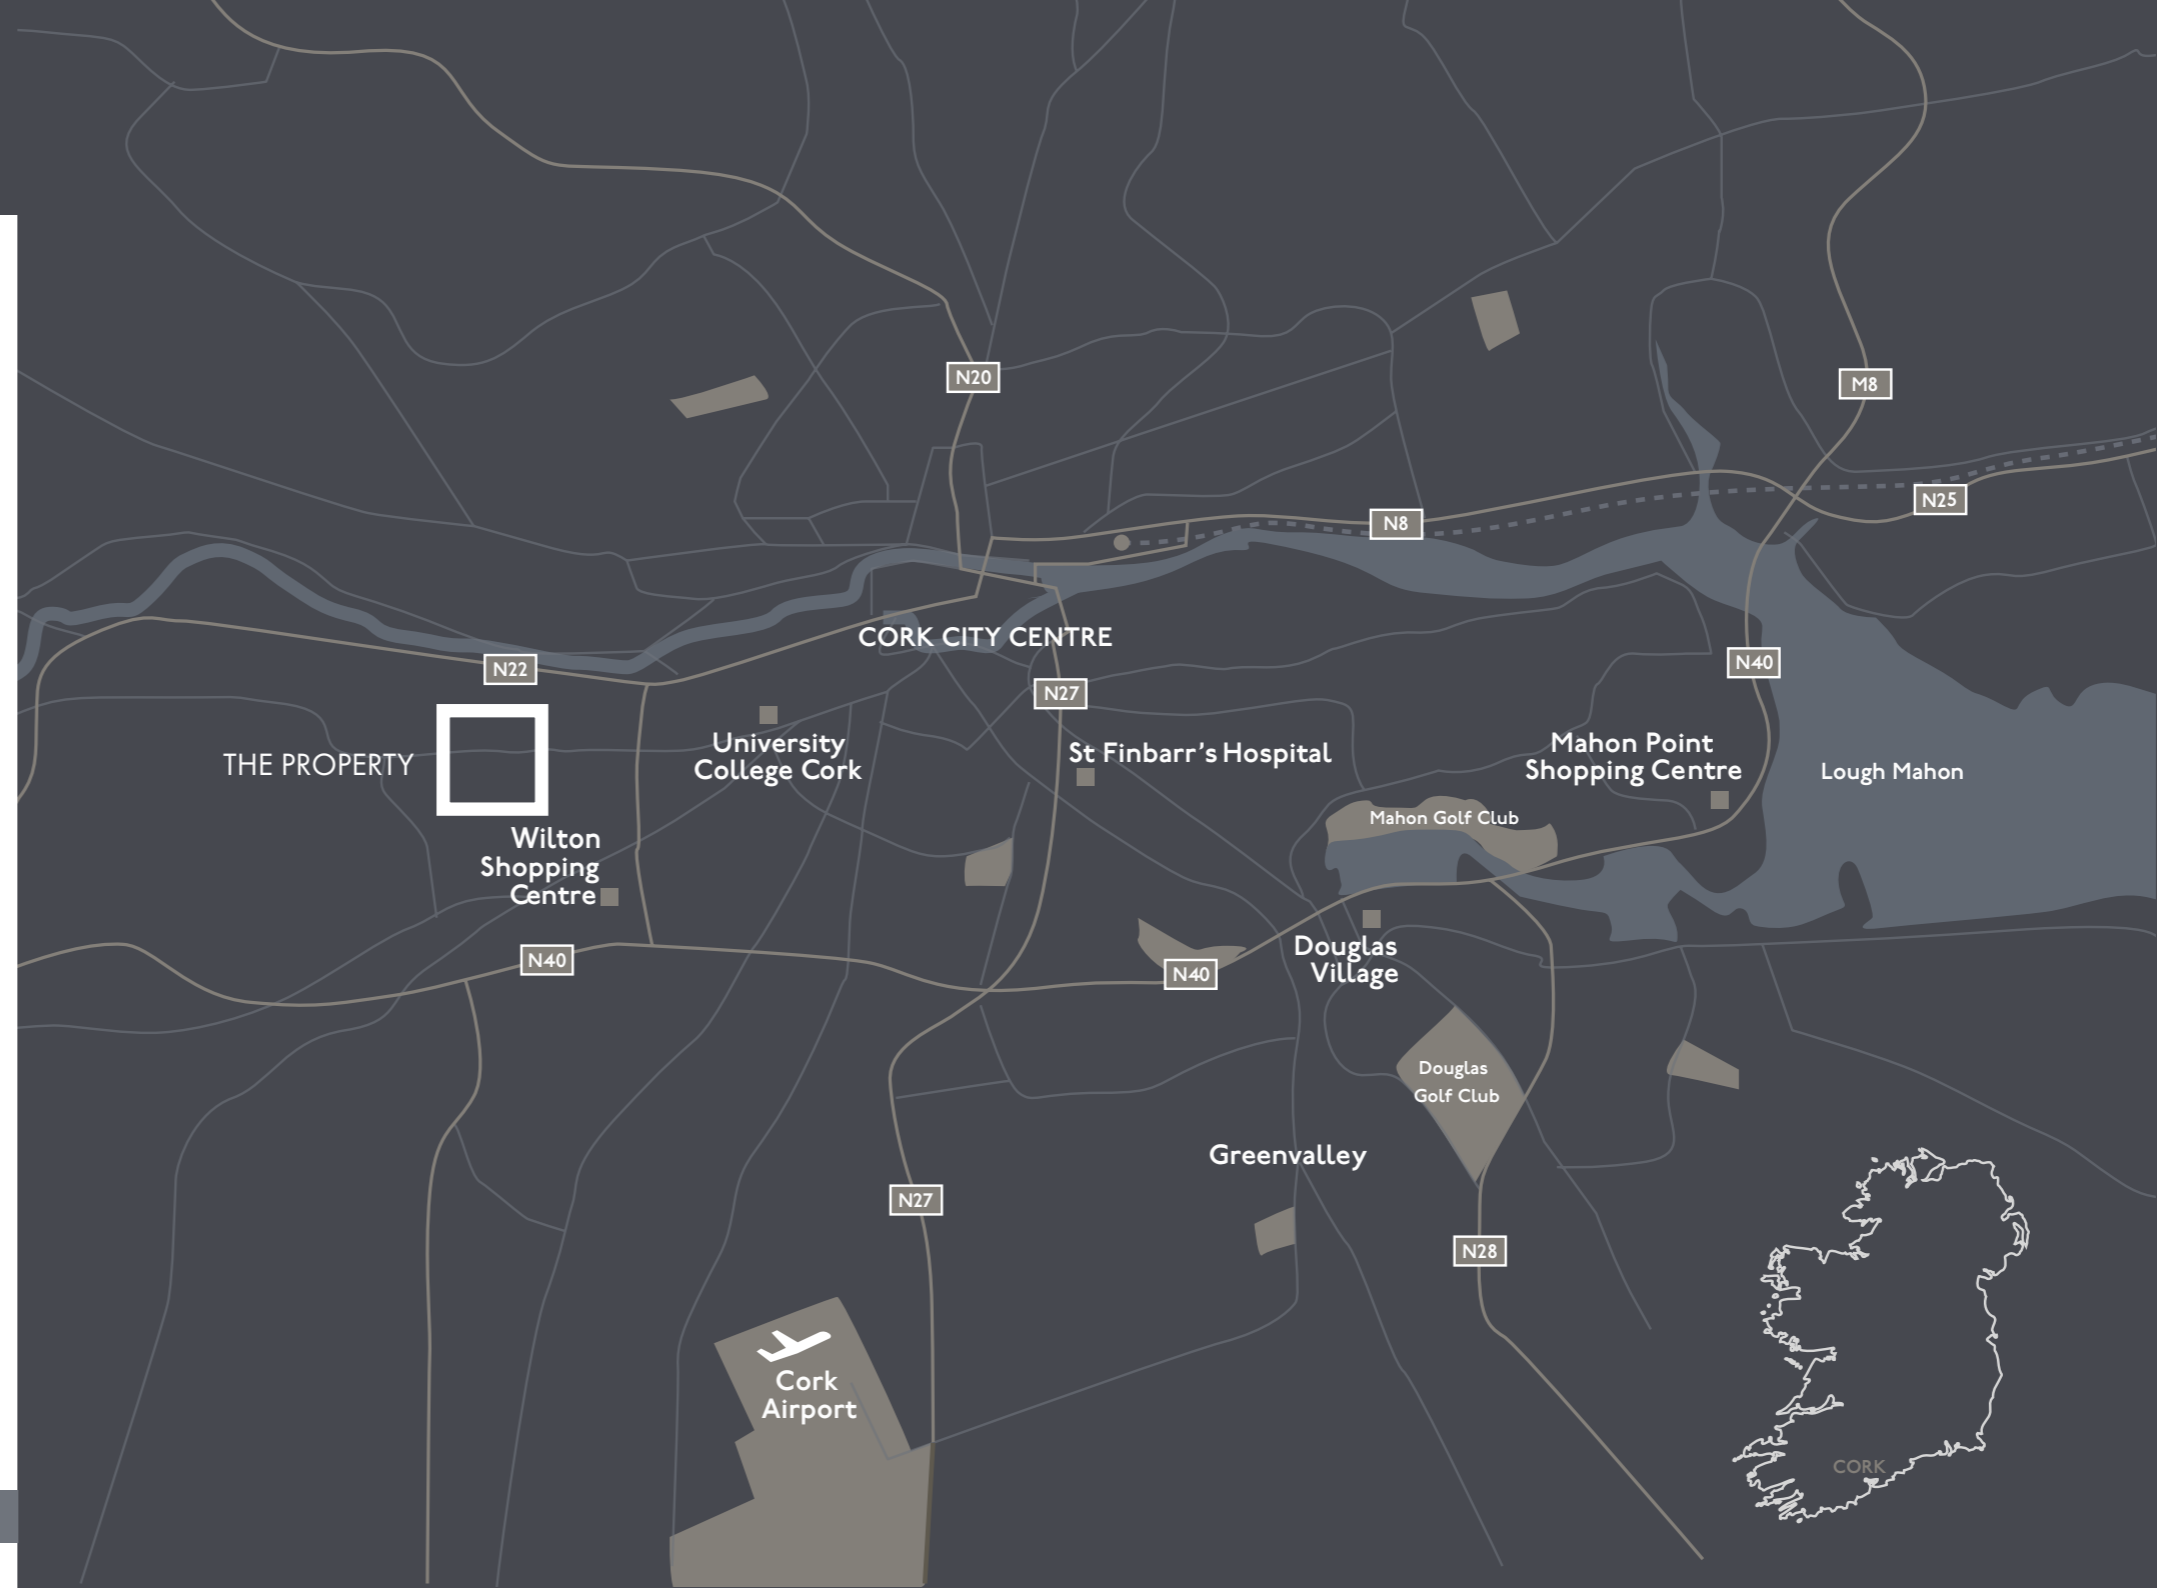 N20
M8
N25
N8
CORK CITY CENTRE
N22
N40
N27
THE PROPERTY
University
College Cork
St Finbarr's Hospital
Mahon Point
Shopping Centre
Lough Mahon
Mahon Golf Club
Wilton
Shopping
Centre
N40
N40
Douglas
Village
Douglas
Golf Club
Greenvalley
N27
N28
Cork
Airport
CORK